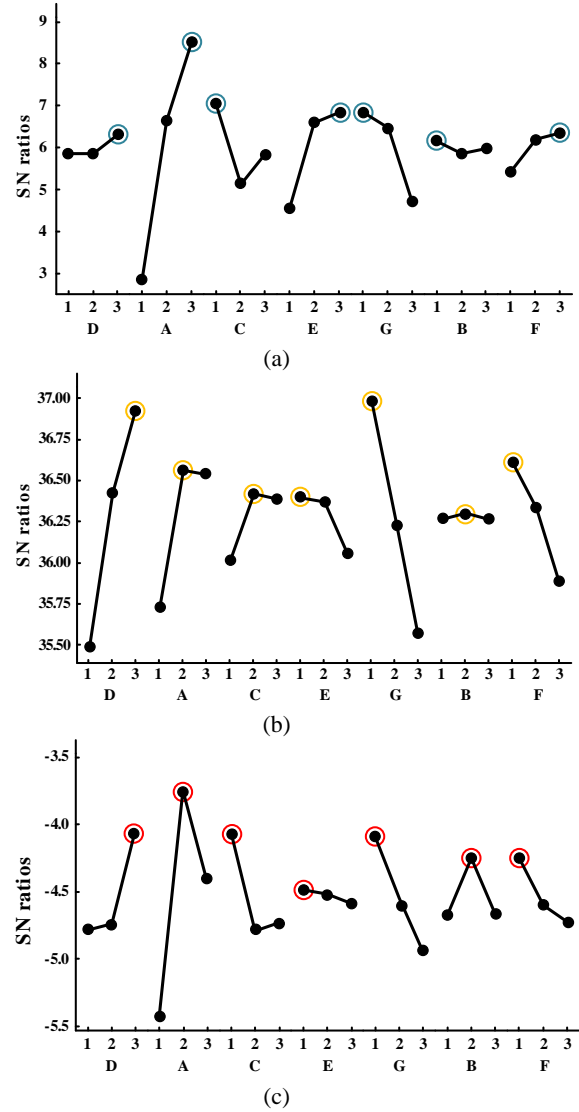 9
8
7
6
5
4
3
SN ratios
1 2 3 1 2 3 1 2 3 1 2 3 1 2 3 1 2 3 1 2 3
D A C E G B F
(a)
37.00
36.75
36.50
36.25
36.00
35.75
35.50
SN ratios
1 2 3 1 2 3 1 2 3 1 2 3 1 2 3 1 2 3 1 2 3
D A C E G B F
(b)
-3.5
-4.0
-4.5
-5.0
-5.5
SN ratios
1 2 3 1 2 3 1 2 3 1 2 3 1 2 3 1 2 3 1 2 3
D A C E G B F
(c)